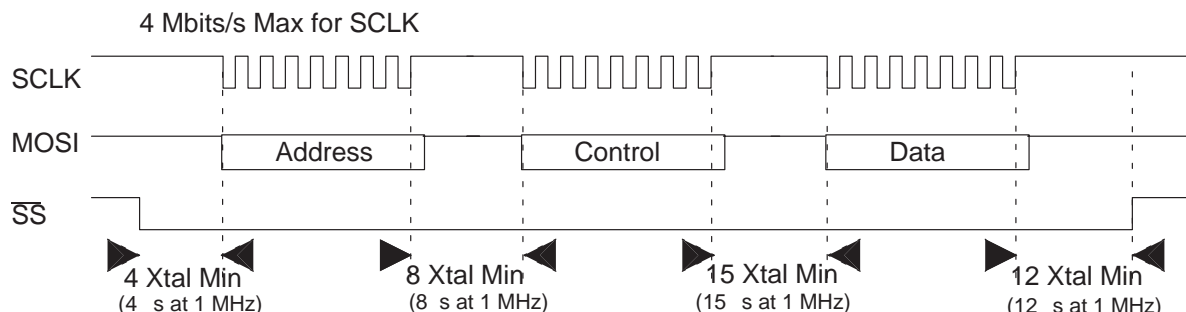 4 Mbits/s Max for SCLK
SCLK
MOSI
Address
Control
Data
SS
4 Xtal Min
(4 s at 1 MHz)
8 Xtal Min
(8 s at 1 MHz)
15 Xtal Min
(15 s at 1 MHz)
12 Xtal Min
(12 s at 1 MHz)